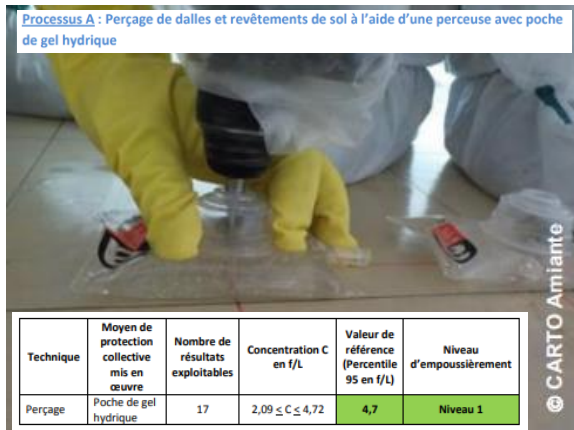 Processus A : Perçage de dalles et revêtements de sol à l'aide d'une perceuse avec poche
de gel hydrique
© CARTO Amiante
Technique
Moyen de
protection
collective
mis en
œuvre
Nombre de
résultats
exploitables
Concentration C
en f/L
Valeur de
référence
(Percentile
95 en f/L)
Niveau
d'empoussièrement
Perçage
Poche de gel
hydrique
17
2,09 ≤ C ≤ 4,72
4,7
Niveau 1